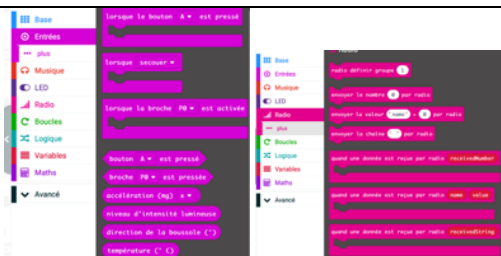 Base
Entrées
plus
Musique
LED
Radio
Boucles
Logique
Variables
Maths
Avancé
lorsque le bouton A est pressé
lorsque secouer
lorsque la broche P0 est activée
bouton A est pressé
broche P0 est pressée
accélération (mg) x
niveau d'intensité lumineuse
direction de la boussole (°)
température (° C)
Base
Entrées
Musique
LED
Radio
plus
Boucles
Logique
Variables
Maths
Avancé
radio définir groupe 1
envoyer le nombre 0 par radio
envoyer la valeur "name" = 0 par radio
envoyer la chaîne " " par radio
quand une donnée est reçue par radio receivedNumber
quand une donnée est reçue par radio name value
quand une donnée est reçue par radio receivedString